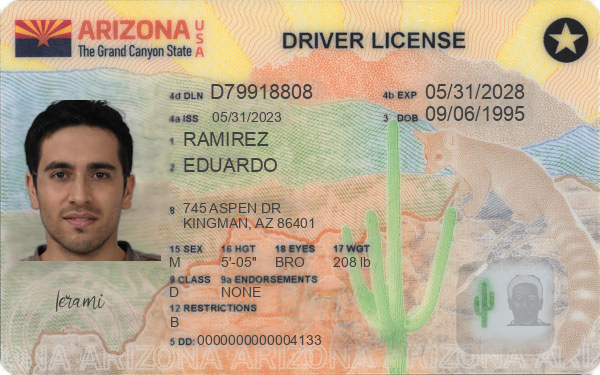 ARIZONA USA
The Grand Canyon State
DRIVER LICENSE
4d DLN D79918808 4b EXP 05/31/2028
4a ISS 05/31/2023 3 DOB 09/06/1995
1 RAMIREZ
2 EDUARDO
8 745 ASPEN DR
KINGMAN, AZ 86401
15 SEX 16 HGT 18 EYES 17 WGT
M 5'-05" BRO 208 lb
9 CLASS 9a ENDORSEMENTS
D NONE
12 RESTRICTIONS
B
5 DD: 0000000000004133
lerami
ARIZONA ARIZONA ARIZONA ARIZONA